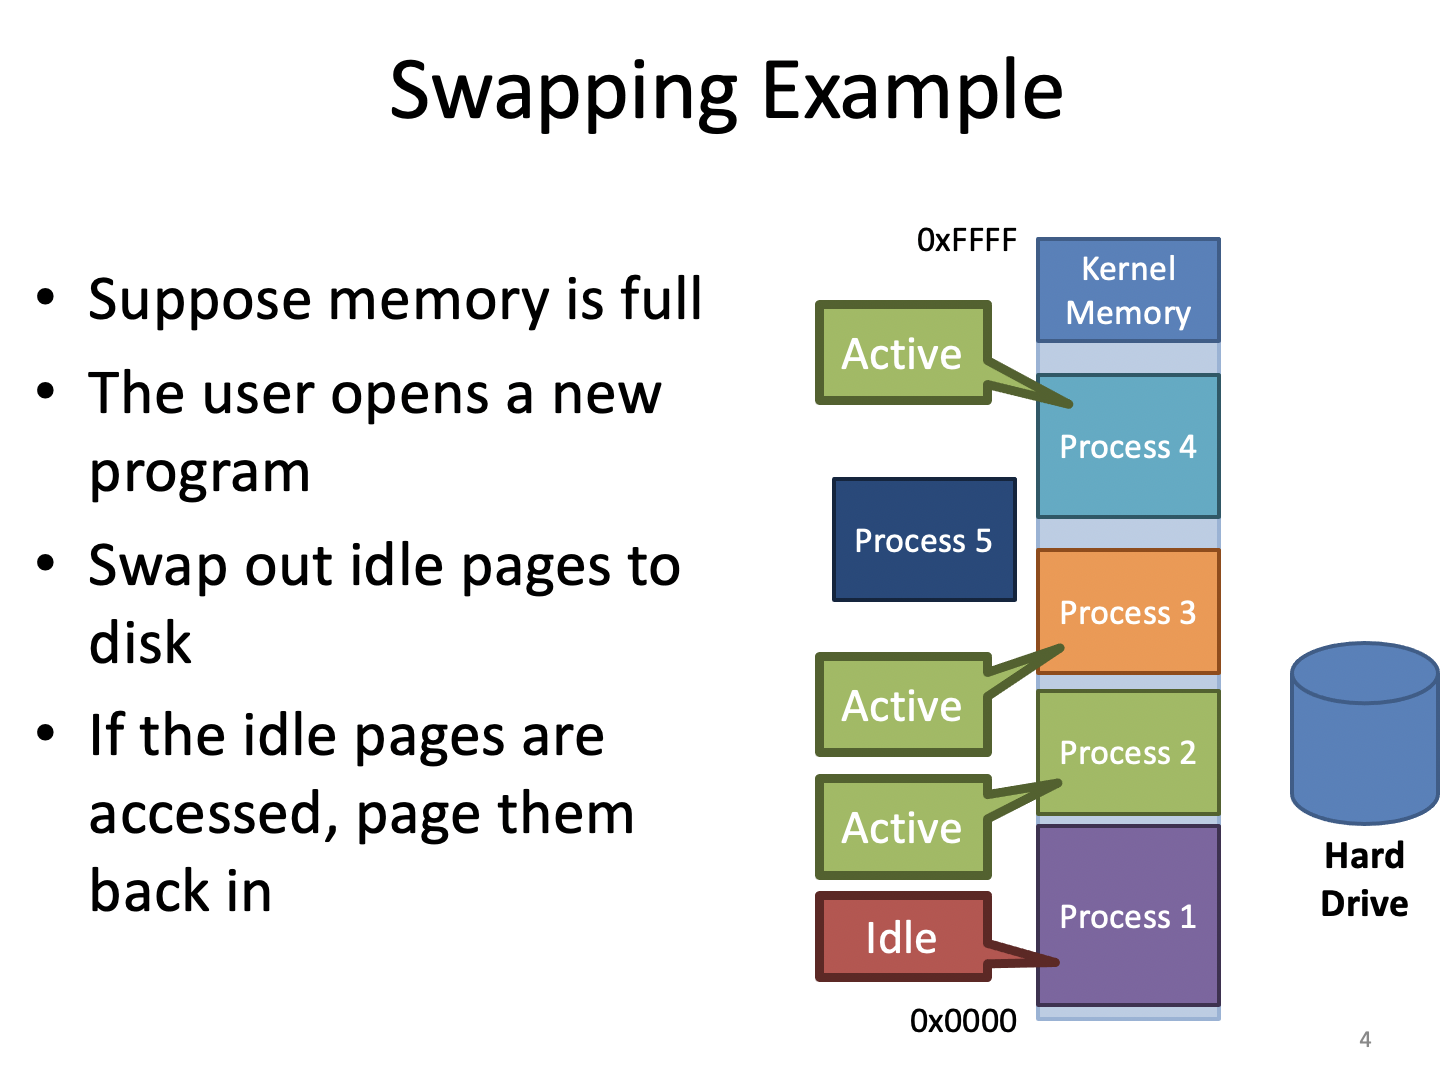 Swapping Example
• Suppose memory is full
• The user opens a new
program
• Swap out idle pages to
disk
• If the idle pages are
accessed, page them
back in
0xFFFF
Kernel
Memory
Active
Process 4
Process 5
Process 3
Active
Process 2
Active
Process 1
Idle
0x0000
Hard
Drive
4